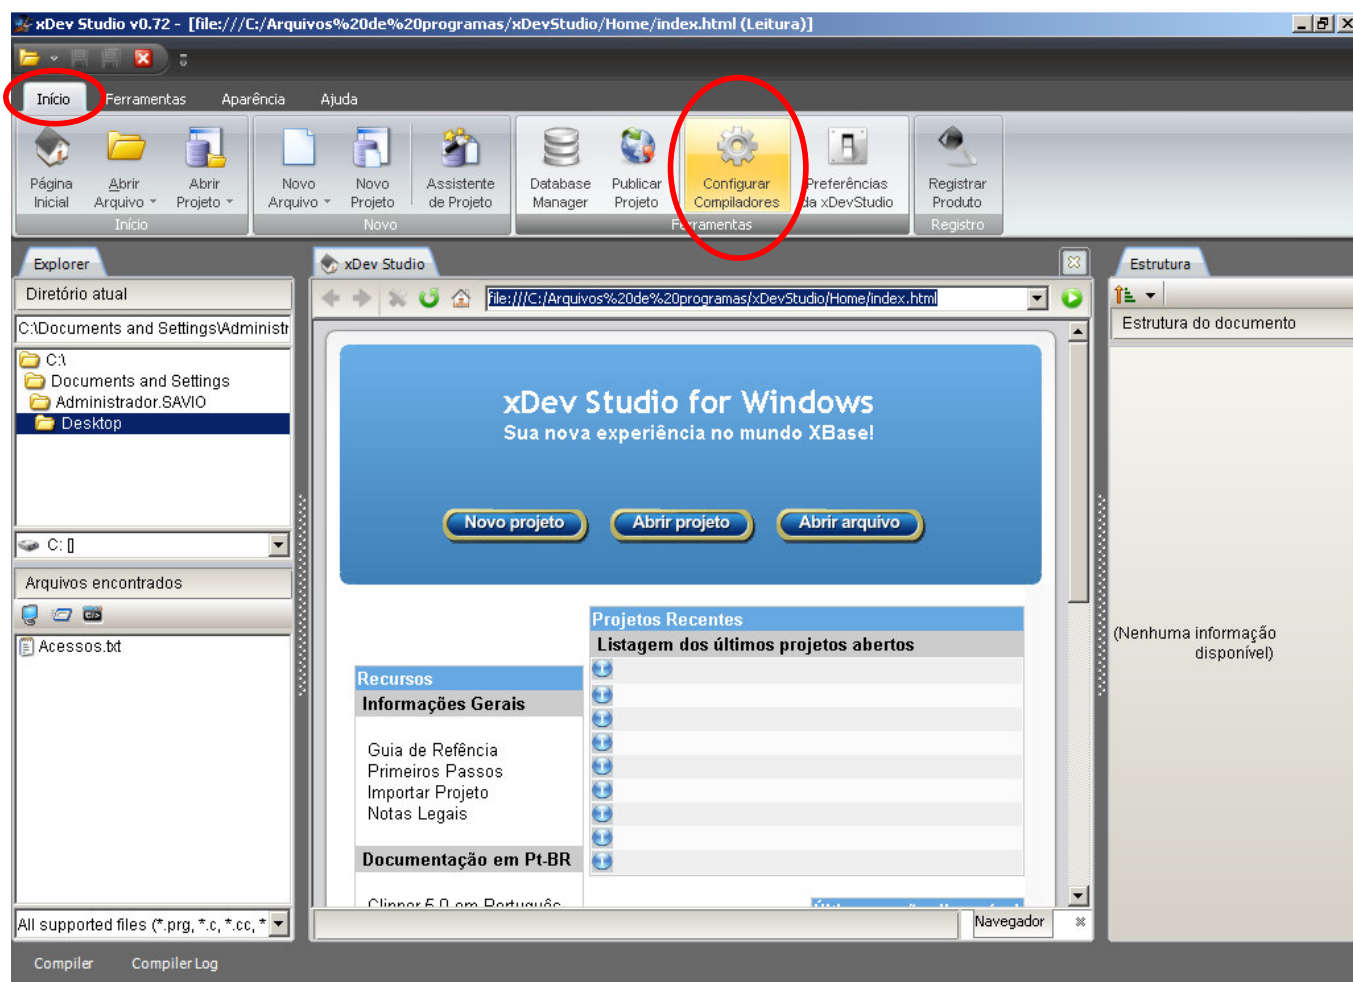 xDev Studio v0.72 - [file:///C:/Arquivos%20de%20programas/xDevStudio/Home/index.html (Leitura)]
Início Ferramentas Aparência Ajuda
Página Inicial
Abrir Arquivo
Abrir Projeto
Início
Novo Arquivo
Novo Projeto
Assistente de Projeto
Novo
Database Manager
Publicar Projeto
Configurar Compiladores
Preferências da xDevStudio
Ferramentas
Registrar Produto
Registro
Explorer
Diretório atual
C:\Documents and Settings\Administr
C:\
Documents and Settings
Administrador.SAVIO
Desktop
C: []
Arquivos encontrados
Acessos.txt
All supported files (*.prg, *.c, *.cc, *
xDev Studio
file:///C:/Arquivos%20de%20programas/xDevStudio/Home/index.html
xDev Studio for Windows
Sua nova experiência no mundo XBase!
Novo projeto Abrir projeto Abrir arquivo
Projetos Recentes
Listagem dos últimos projetos abertos
Recursos
Informações Gerais
Guia de Refência
Primeiros Passos
Importar Projeto
Notas Legais
Documentação em Pt-BR
Clipper 5.0 em Portuguê
Navegador
Estrutura
Estrutura do documento
(Nenhuma informação
disponível)
Compiler CompilerLog